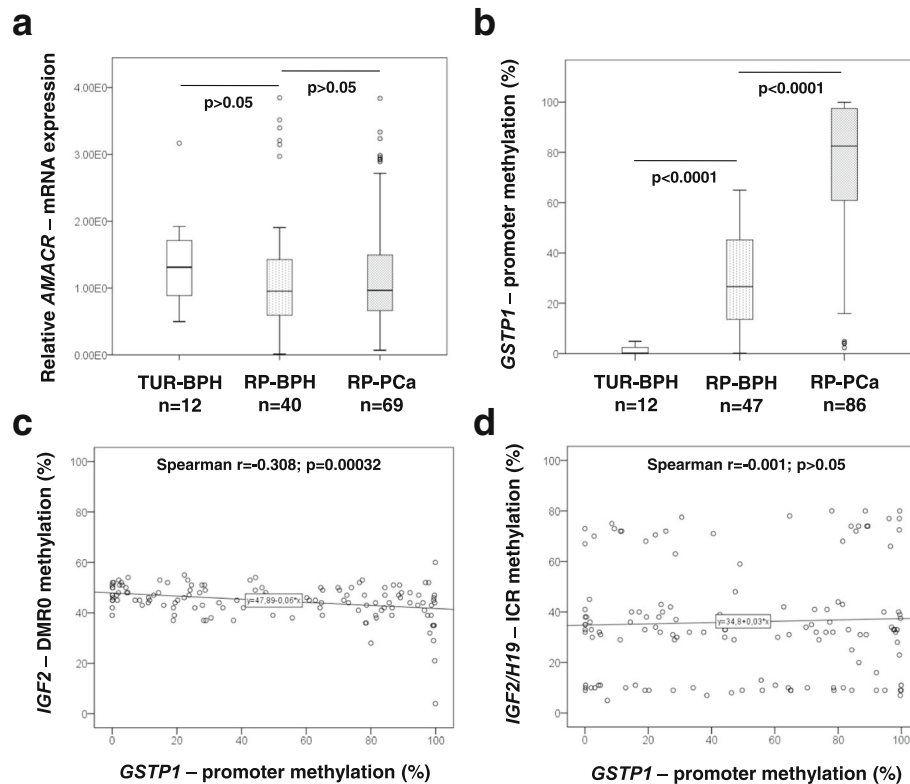 a
Relative AMACR – mRNA expression
4.00E0
3.00E0
2.00E0
1.00E0
0.00E0
p>0.05
p>0.05
TUR-BPH
n=12
RP-BPH
n=40
RP-PCa
n=69
b
GSTP1 – promoter methylation (%)
100
80
60
40
20
0
p<0.0001
p<0.0001
TUR-BPH
n=12
RP-BPH
n=47
RP-PCa
n=86
c
IGF2 – DMR0 methylation (%)
100
80
60
40
20
0
Spearman r=-0.308; p=0.00032
y=47,89-0,06*x
0 20 40 60 80 100
GSTP1 – promoter methylation (%)
d
IGF2/H19 – ICR methylation (%)
100
80
60
40
20
0
Spearman r=-0.001; p>0.05
y=34,8+0,03*x
0 20 40 60 80 100
GSTP1 – promoter methylation (%)